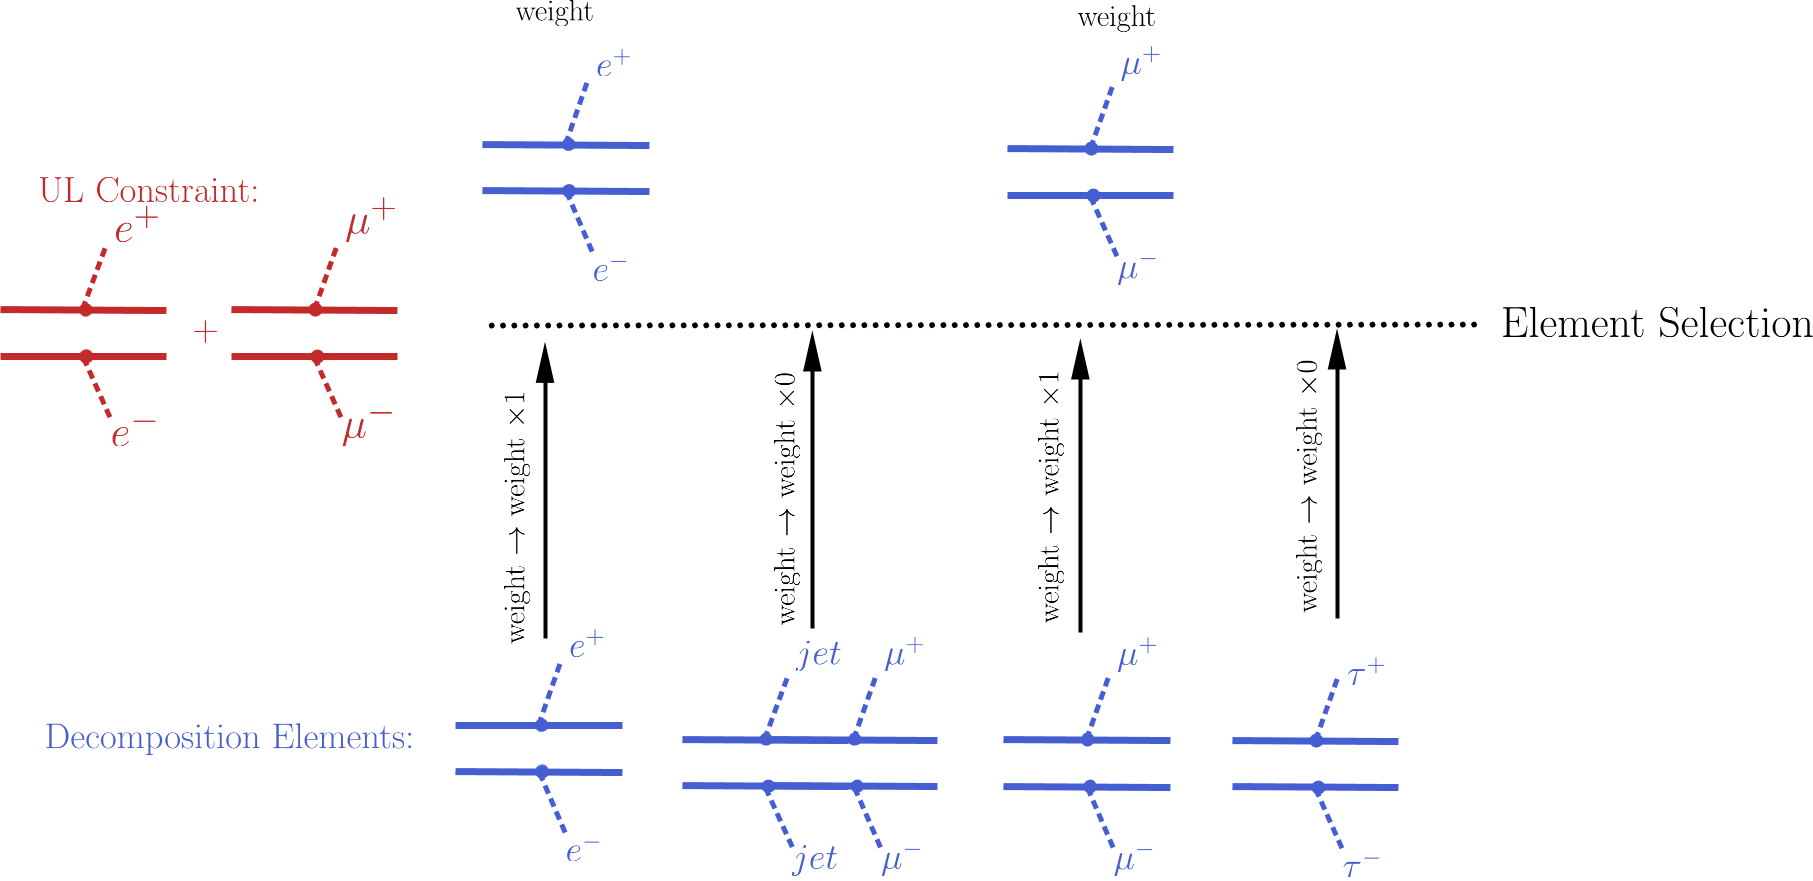 weight
weight
e⁺
μ⁺
UL Constraint:
e⁺
μ⁺
e⁻
μ⁻
+
Element Selection
e⁻
μ⁻
weight → weight ×1
weight → weight ×0
weight → weight ×1
weight → weight ×0
e⁺
jet
μ⁺
μ⁺
τ⁺
Decomposition Elements:
e⁻
jet
μ⁻
μ⁻
τ⁻